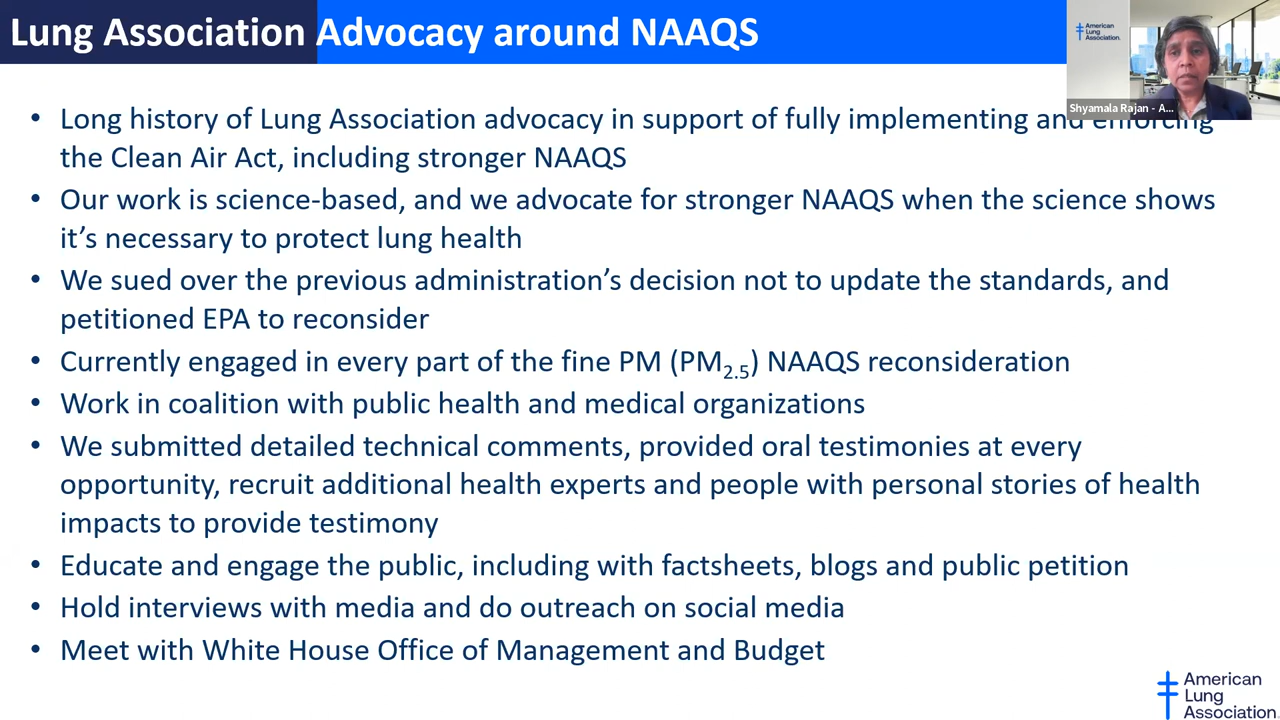 Lung Association Advocacy around NAAQS
American
Lung
Association.
Shyamala Rajan - A...
• Long history of Lung Association advocacy in support of fully implementing and enforcing
the Clean Air Act, including stronger NAAQS
• Our work is science-based, and we advocate for stronger NAAQS when the science shows
it’s necessary to protect lung health
• We sued over the previous administration’s decision not to update the standards, and
petitioned EPA to reconsider
• Currently engaged in every part of the fine PM (PM2.5) NAAQS reconsideration
• Work in coalition with public health and medical organizations
• We submitted detailed technical comments, provided oral testimonies at every
opportunity, recruit additional health experts and people with personal stories of health
impacts to provide testimony
• Educate and engage the public, including with factsheets, blogs and public petition
• Hold interviews with media and do outreach on social media
• Meet with White House Office of Management and Budget
American
Lung
Association.